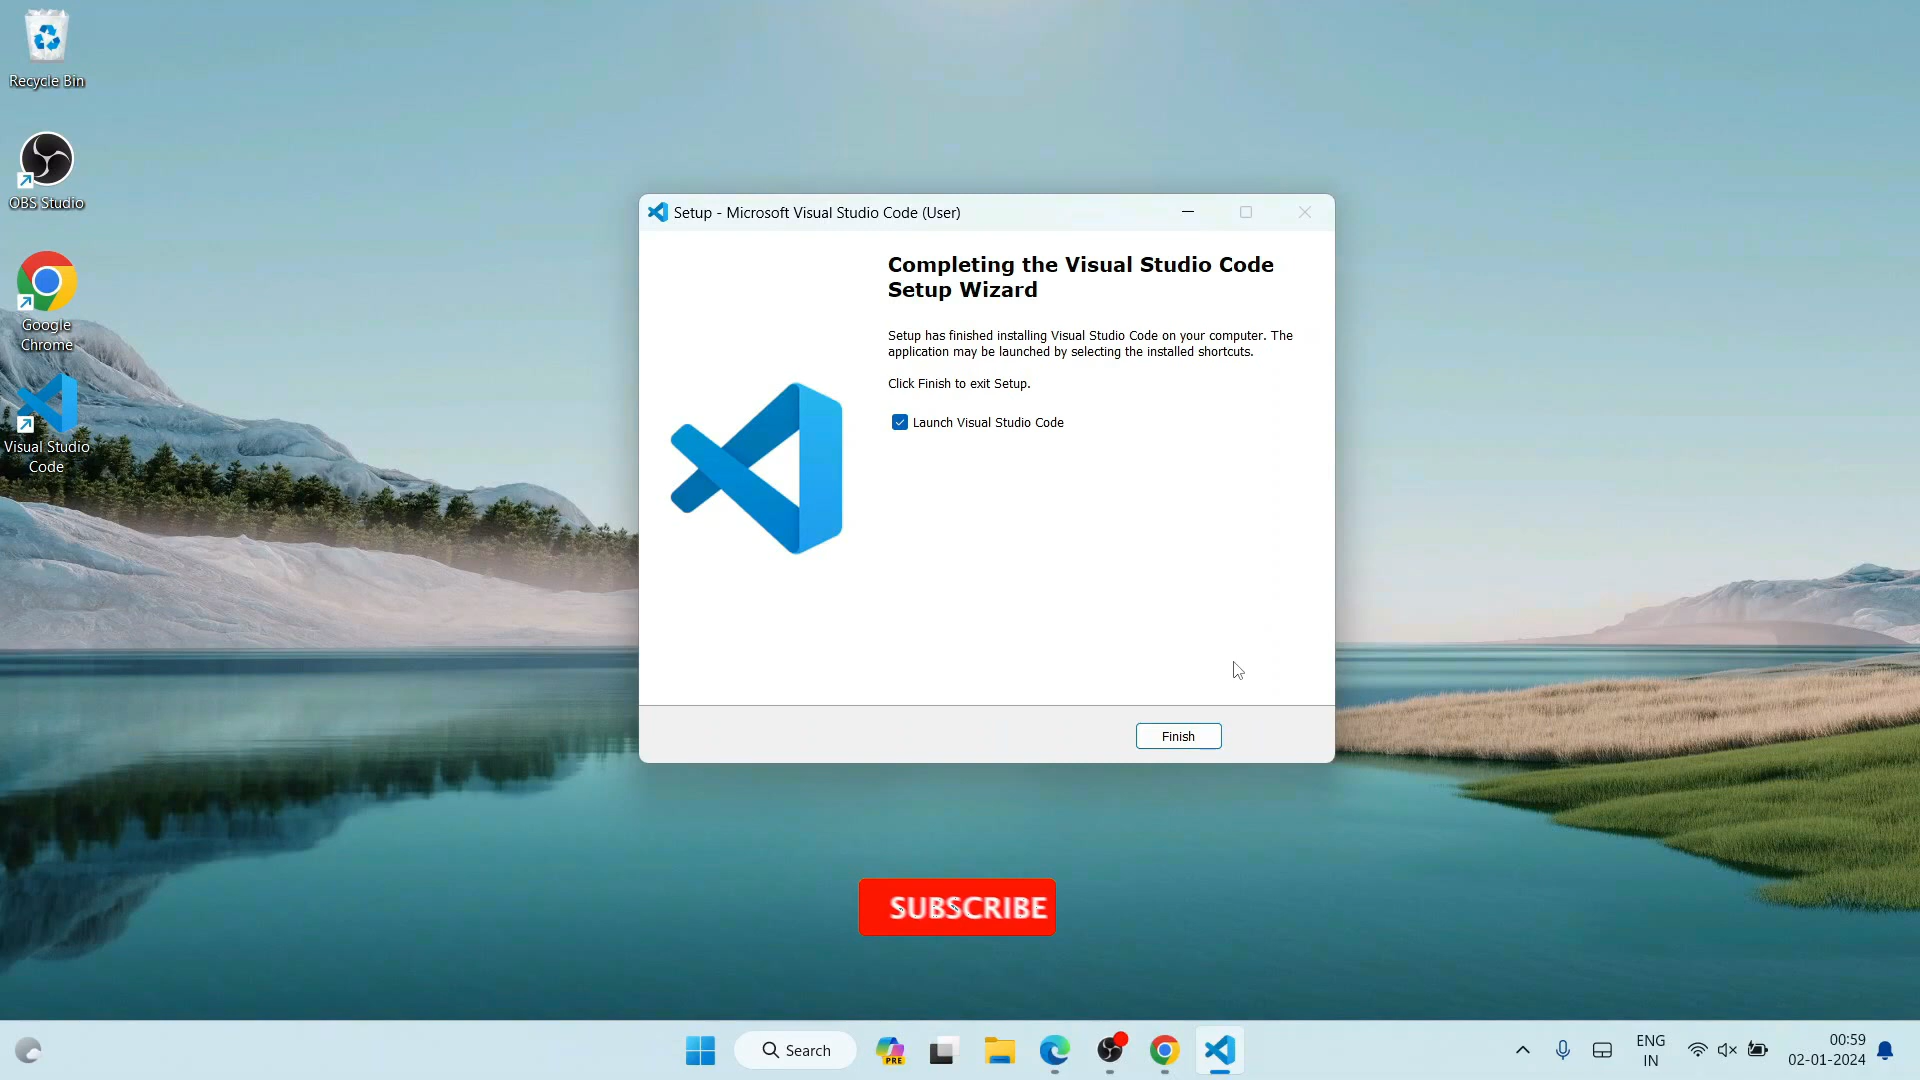 Recycle Bin
OBS Studio
Google
Chrome
Visual Studio
Code
Setup - Microsoft Visual Studio Code (User)
Completing the Visual Studio Code
Setup Wizard
Setup has finished installing Visual Studio Code on your computer. The
application may be launched by selecting the installed shortcuts.
Click Finish to exit Setup.
Launch Visual Studio Code
Finish
SUBSCRIBE
Search
PRE
ENG
IN
00:59
02-01-2024